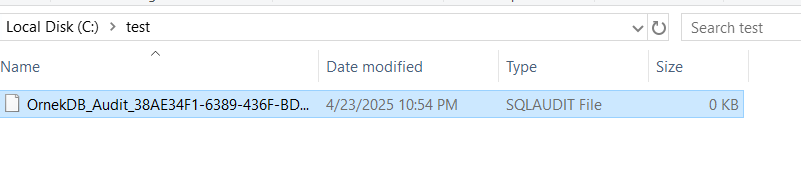 Local Disk (C:) › test Search test
Name Date modified Type Size
OrnekDB_Audit_38AE34F1-6389-436F-BD... 4/23/2025 10:54 PM SQLAUDIT File 0 KB